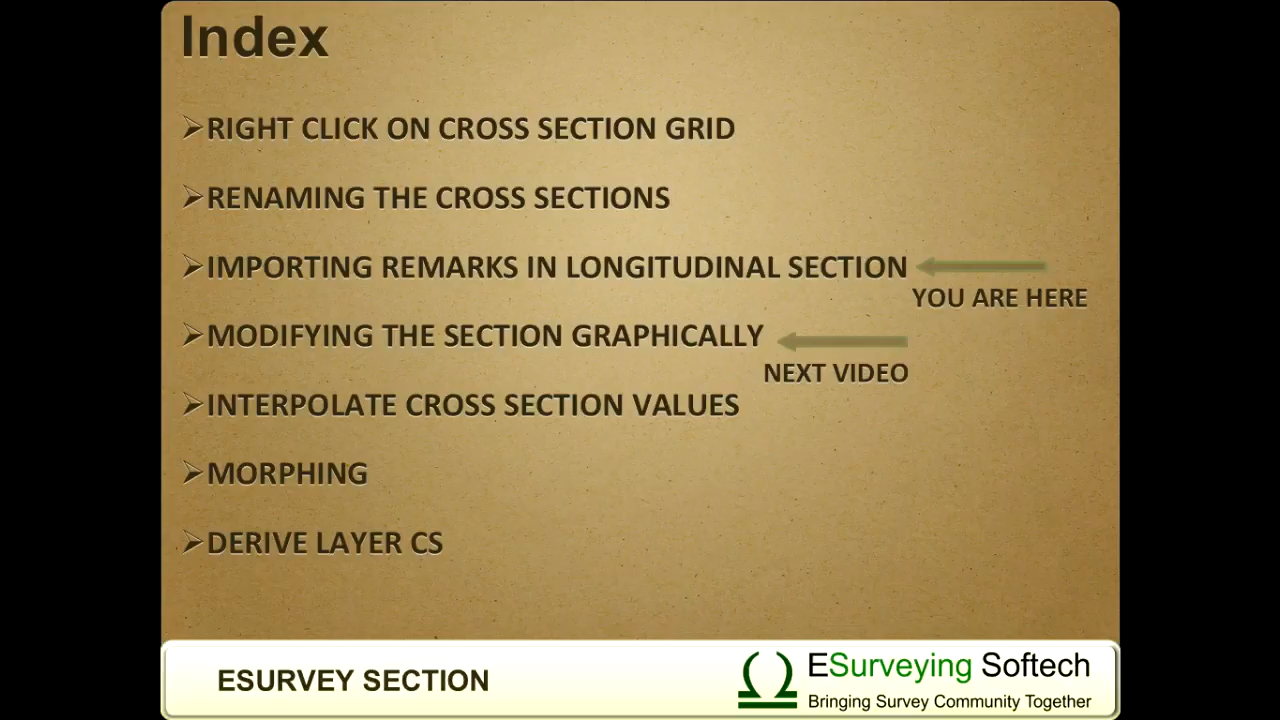 Index
➢RIGHT CLICK ON CROSS SECTION GRID
➢RENAMING THE CROSS SECTIONS
➢IMPORTING REMARKS IN LONGITUDINAL SECTION
YOU ARE HERE
➢MODIFYING THE SECTION GRAPHICALLY
NEXT VIDEO
➢INTERPOLATE CROSS SECTION VALUES
➢MORPHING
➢DERIVE LAYER CS
ESURVEY SECTION
ESurveying Softech
Bringing Survey Community Together